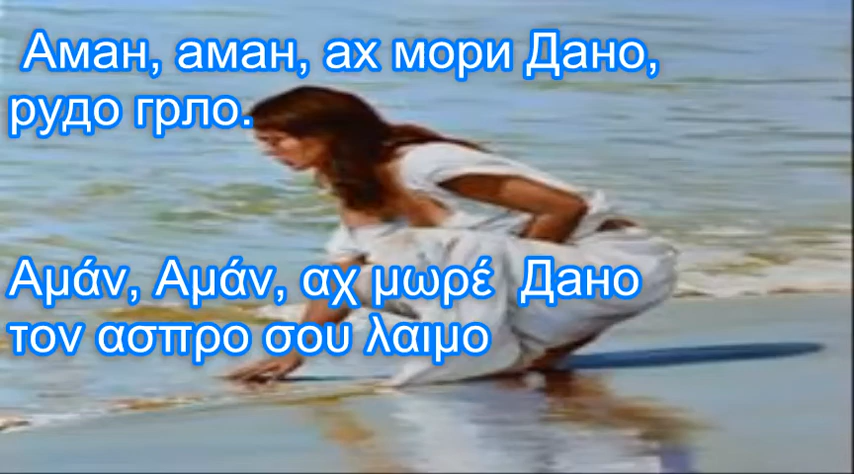 Аман, аман, ах мори Дано,
рудо грло.
Αμάν, Αμάν, αχ μωρέ Дано
τον ασπρο σου λαιμο